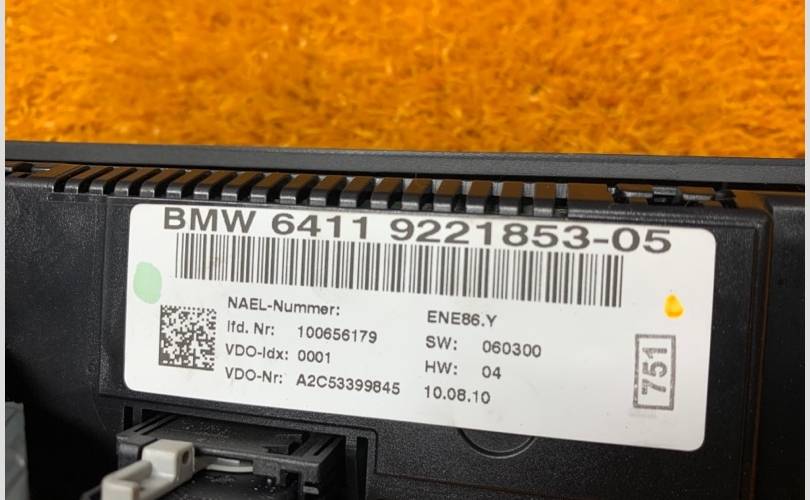 BMW 6411 9221853-05
NAEL-Nummer: ENE86.Y
lfd. Nr: 100656179 SW: 060300
VDO-Idx: 0001 HW: 04
VDO-Nr: A2C53399845 10.08.10
751